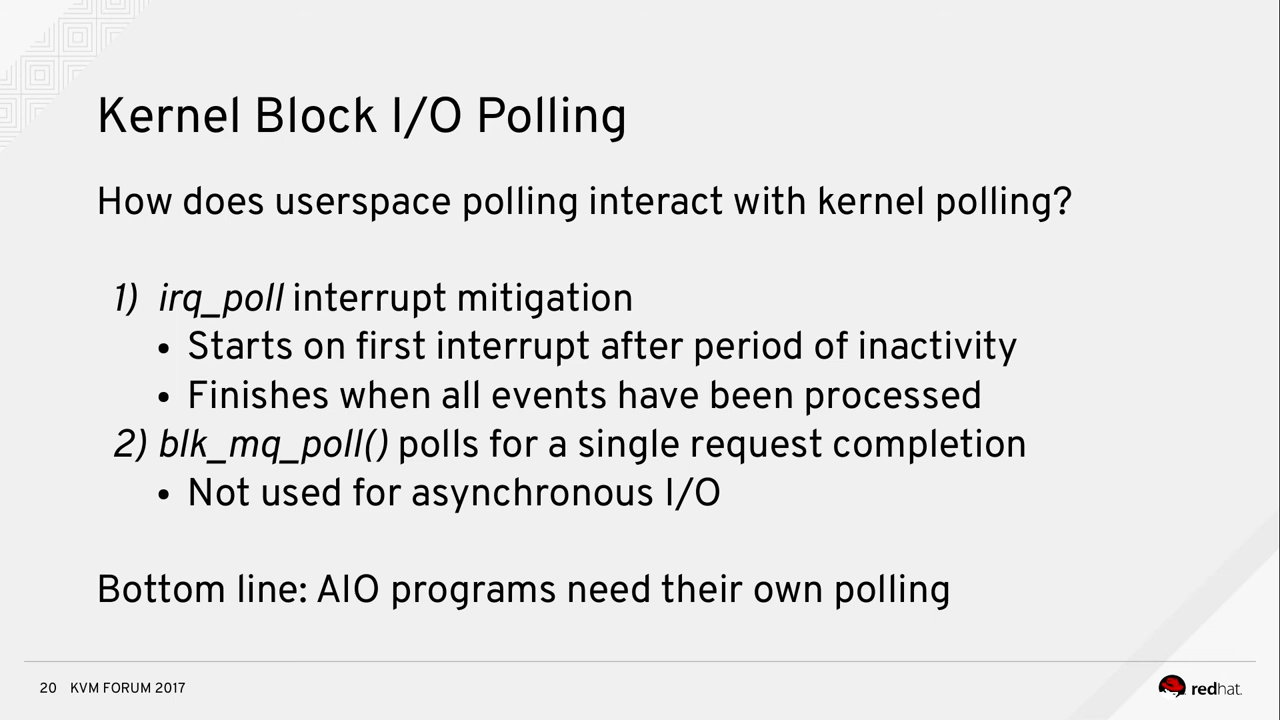 Kernel Block I/O Polling
How does userspace polling interact with kernel polling?
1) irq_poll interrupt mitigation
• Starts on first interrupt after period of inactivity
• Finishes when all events have been processed
2) blk_mq_poll() polls for a single request completion
• Not used for asynchronous I/O
Bottom line: AIO programs need their own polling
20 KVM FORUM 2017
redhat.